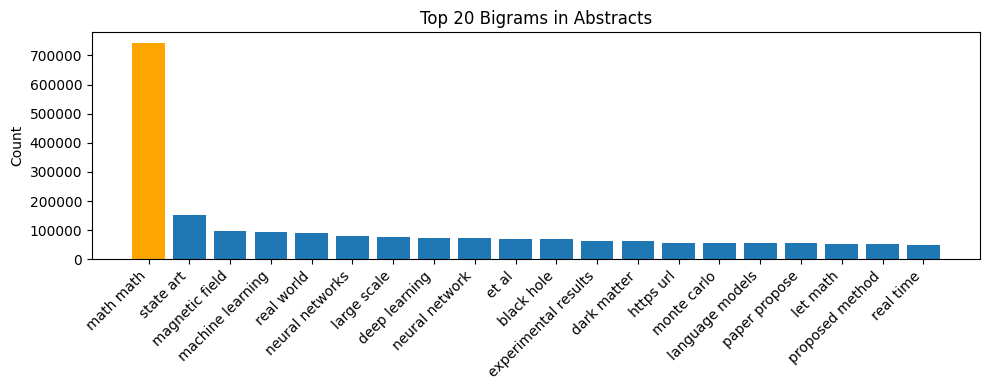 Top 20 Bigrams in Abstracts
Count
700000
600000
500000
400000
300000
200000
100000
0
math math
state art
magnetic field
machine learning
real world
neural networks
large scale
deep learning
neural network
et al
black hole
experimental results
dark matter
https url
monte carlo
language models
paper propose
let math
proposed method
real time